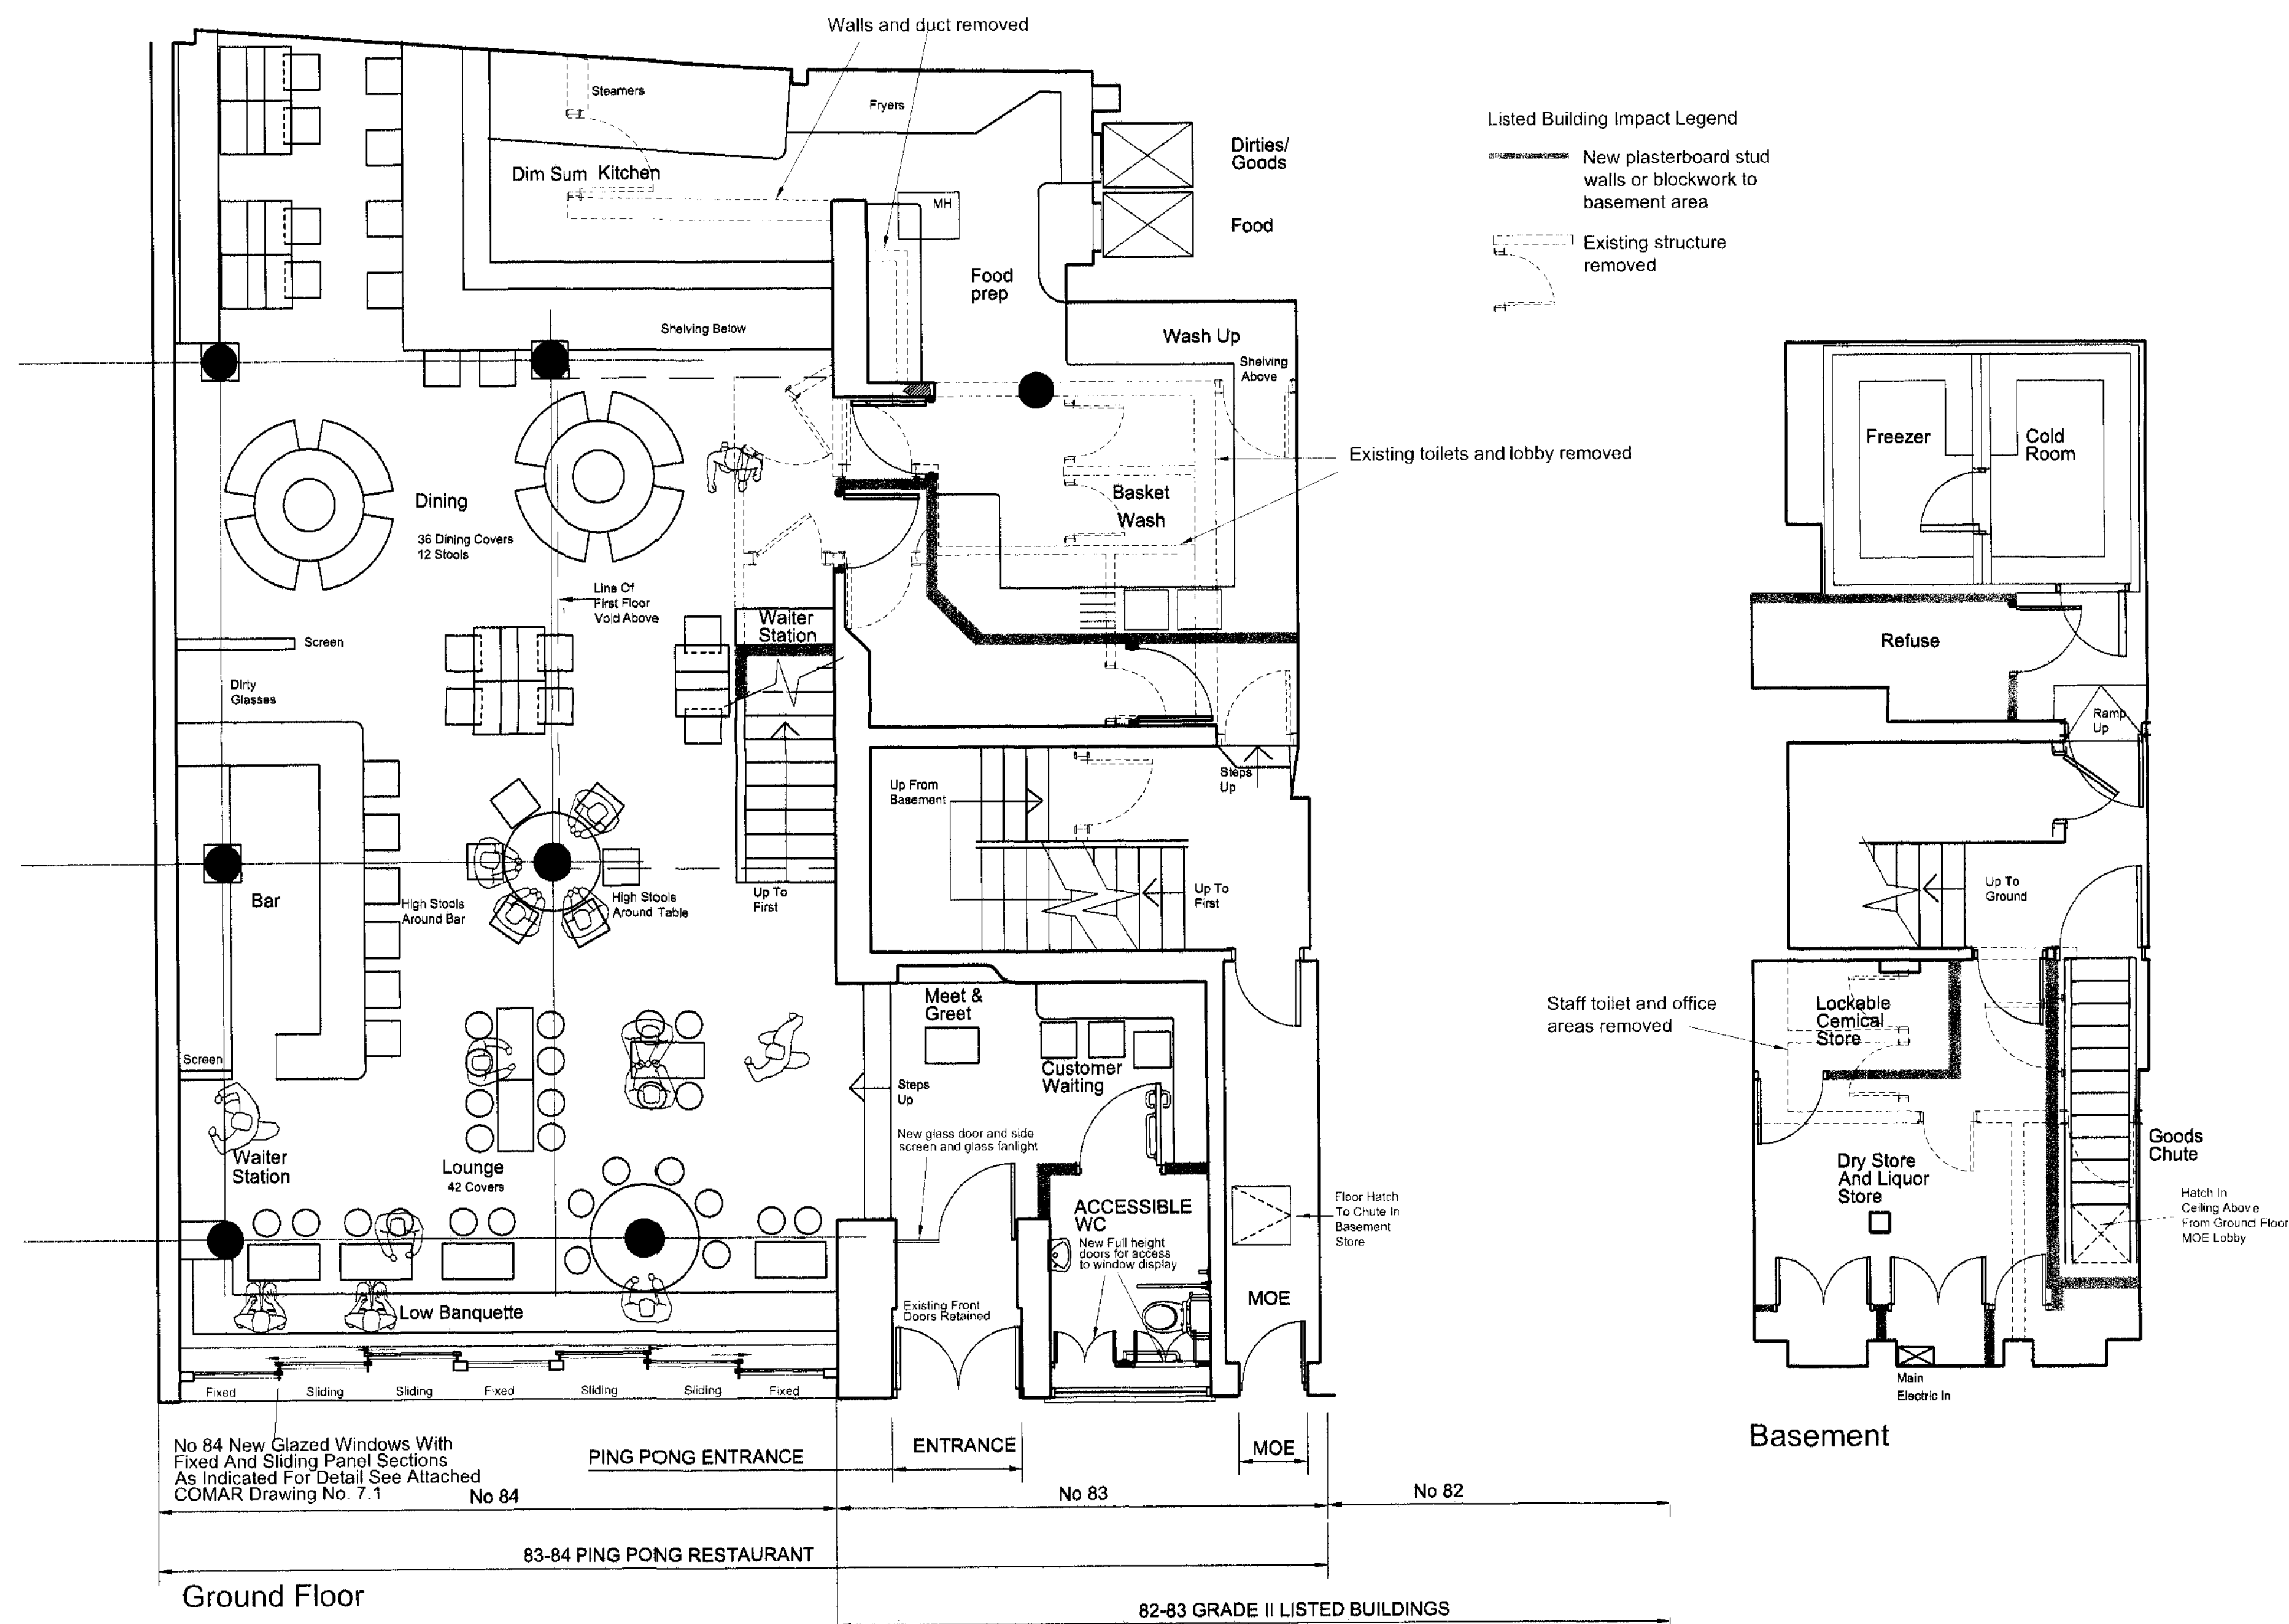 Walls and duct removed
Steamers
Fryers
Dim Sum Kitchen
MH
Dirties/
Goods
Food
Food
prep
Shelving Below
Wash Up
Shelving
Above
Listed Building Impact Legend
New plasterboard stud
walls or blockwork to
basement area
Existing structure
removed
Existing toilets and lobby removed
Dining
36 Dining Covers
12 Stools
Basket
Wash
Line Of
First Floor
Void Above
Waiter
Station
Screen
Dirty
Glasses
Up From
Basement
Steps
Up
Bar
High Stools
Around Bar
High Stools
Around Table
Up To
First
Up To
First
Meet &
Greet
Customer
Waiting
Screen
Steps
Up
New glass door and side
screen and glass fanlight
Waiter
Station
Lounge
42 Covers
ACCESSIBLE
WC
New Full height
doors for access
to window display
Floor Hatch
To Chute In
Basement
Store
Low Banquette
Existing Front
Doors Retained
MOE
Fixed
Sliding
Sliding
Fixed
Sliding
Sliding
Fixed
No 84 New Glazed Windows With
Fixed And Sliding Panel Sections
As Indicated For Detail See Attached
COMAR Drawing No. 7.1
PING PONG ENTRANCE
ENTRANCE
MOE
No 84
No 83
No 82
83-84 PING PONG RESTAURANT
Ground Floor
82-83 GRADE II LISTED BUILDINGS
Freezer
Cold
Room
Refuse
Ramp
Up
Up To
Ground
Staff toilet and office
areas removed
Lockable
Cemical
Store
Goods
Chute
Dry Store
And Liquor
Store
Hatch In
Ceiling Above
From Ground Floor
MOE Lobby
Main
Electric In
Basement